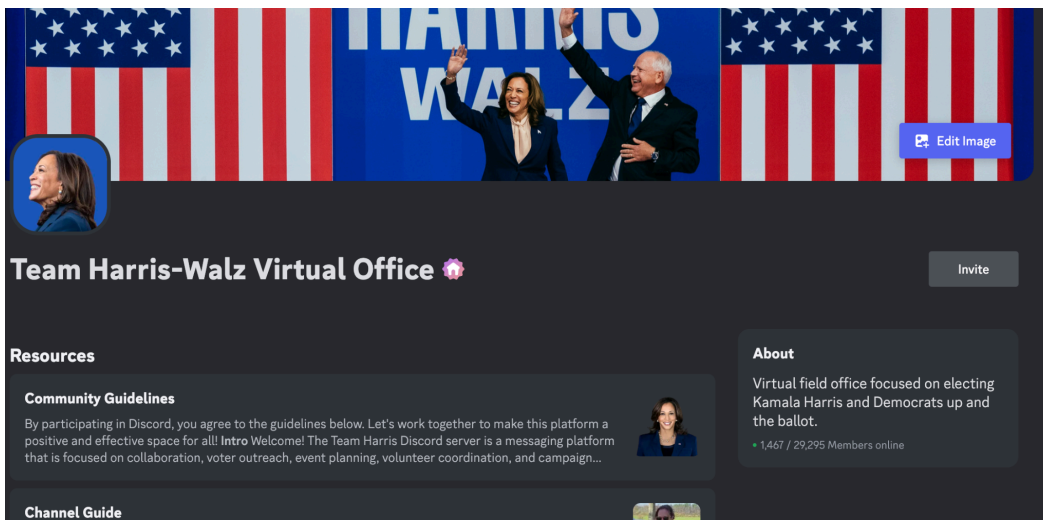 HARRIS
WALZ
Edit Image
Team Harris-Walz Virtual Office
Invite
Resources
Community Guidelines
By participating in Discord, you agree to the guidelines below. Let's work together to make this platform a
positive and effective space for all! Intro Welcome! The Team Harris Discord server is a messaging platform
that is focused on collaboration, voter outreach, event planning, volunteer coordination, and campaign...
About
Virtual field office focused on electing
Kamala Harris and Democrats up and
the ballot.
1,467 / 29,295 Members online
Channel Guide